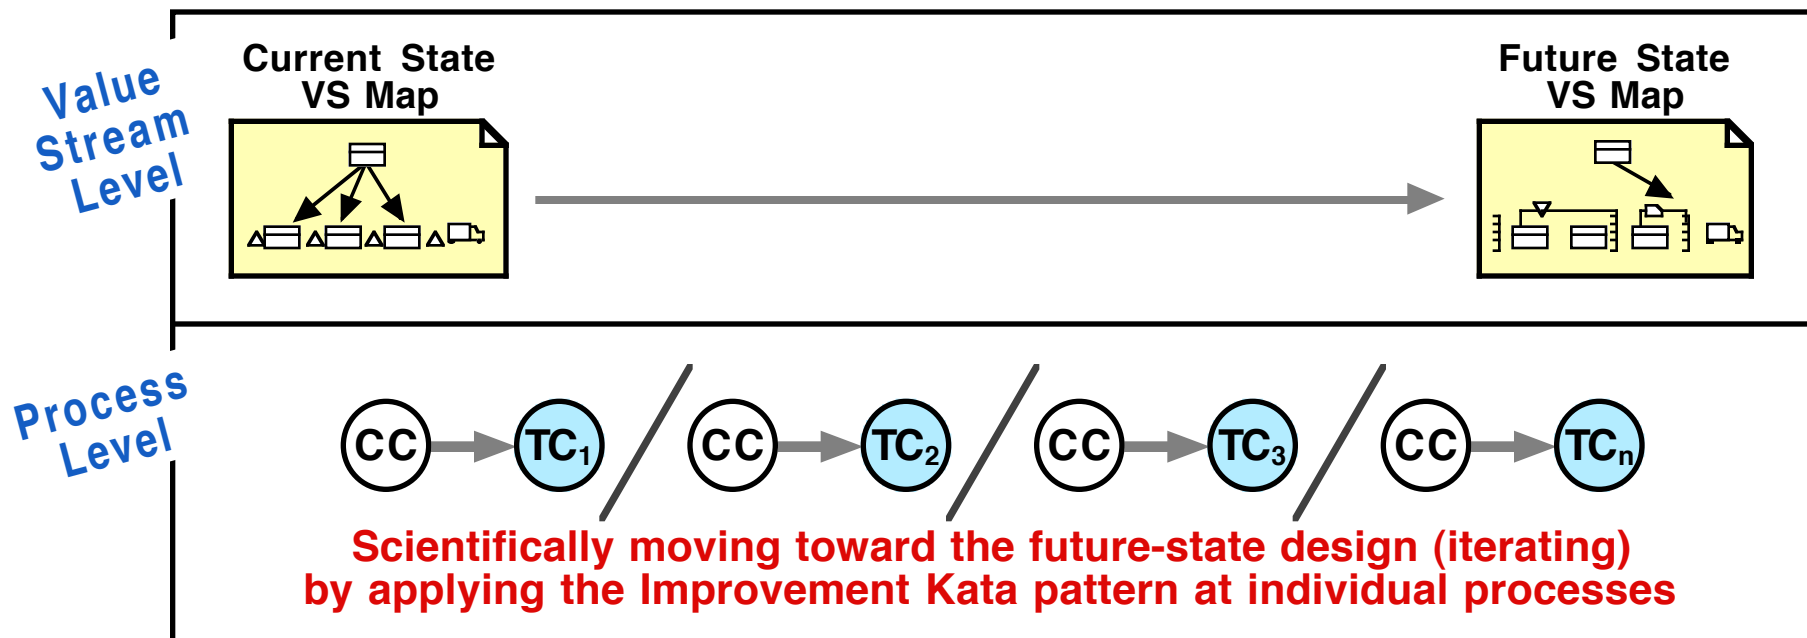 Value
Stream
Level
Current State
VS Map
Future State
VS Map
Process
Level
CC
TC₁
CC
TC₂
CC
TC₃
CC
TCₙ
Scientifically moving toward the future-state design (iterating)
by applying the Improvement Kata pattern at individual processes